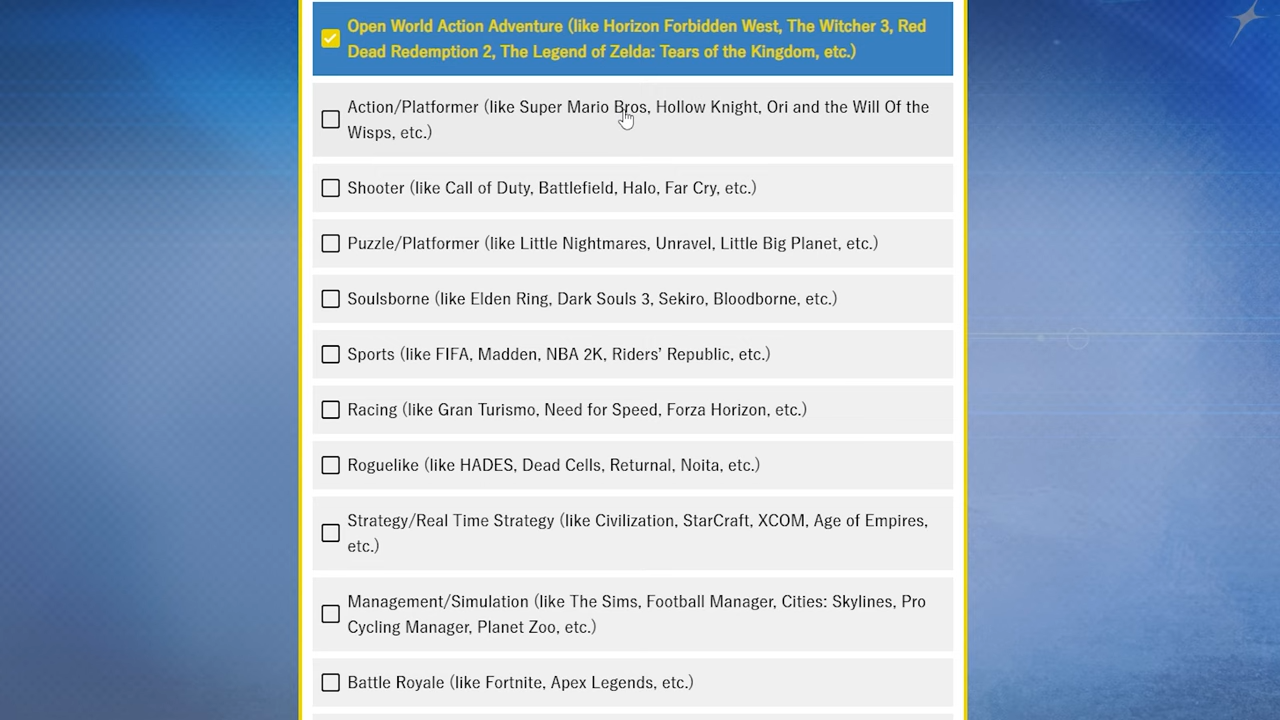 Open World Action Adventure (like Horizon Forbidden West, The Witcher 3, Red
Dead Redemption 2, The Legend of Zelda: Tears of the Kingdom, etc.)
Action/Platformer (like Super Mario Bros, Hollow Knight, Ori and the Will Of the
Wisps, etc.)
Shooter (like Call of Duty, Battlefield, Halo, Far Cry, etc.)
Puzzle/Platformer (like Little Nightmares, Unravel, Little Big Planet, etc.)
Soulsborne (like Elden Ring, Dark Souls 3, Sekiro, Bloodborne, etc.)
Sports (like FIFA, Madden, NBA 2K, Riders’ Republic, etc.)
Racing (like Gran Turismo, Need for Speed, Forza Horizon, etc.)
Roguelike (like HADES, Dead Cells, Returnal, Noita, etc.)
Strategy/Real Time Strategy (like Civilization, StarCraft, XCOM, Age of Empires,
etc.)
Management/Simulation (like The Sims, Football Manager, Cities: Skylines, Pro
Cycling Manager, Planet Zoo, etc.)
Battle Royale (like Fortnite, Apex Legends, etc.)